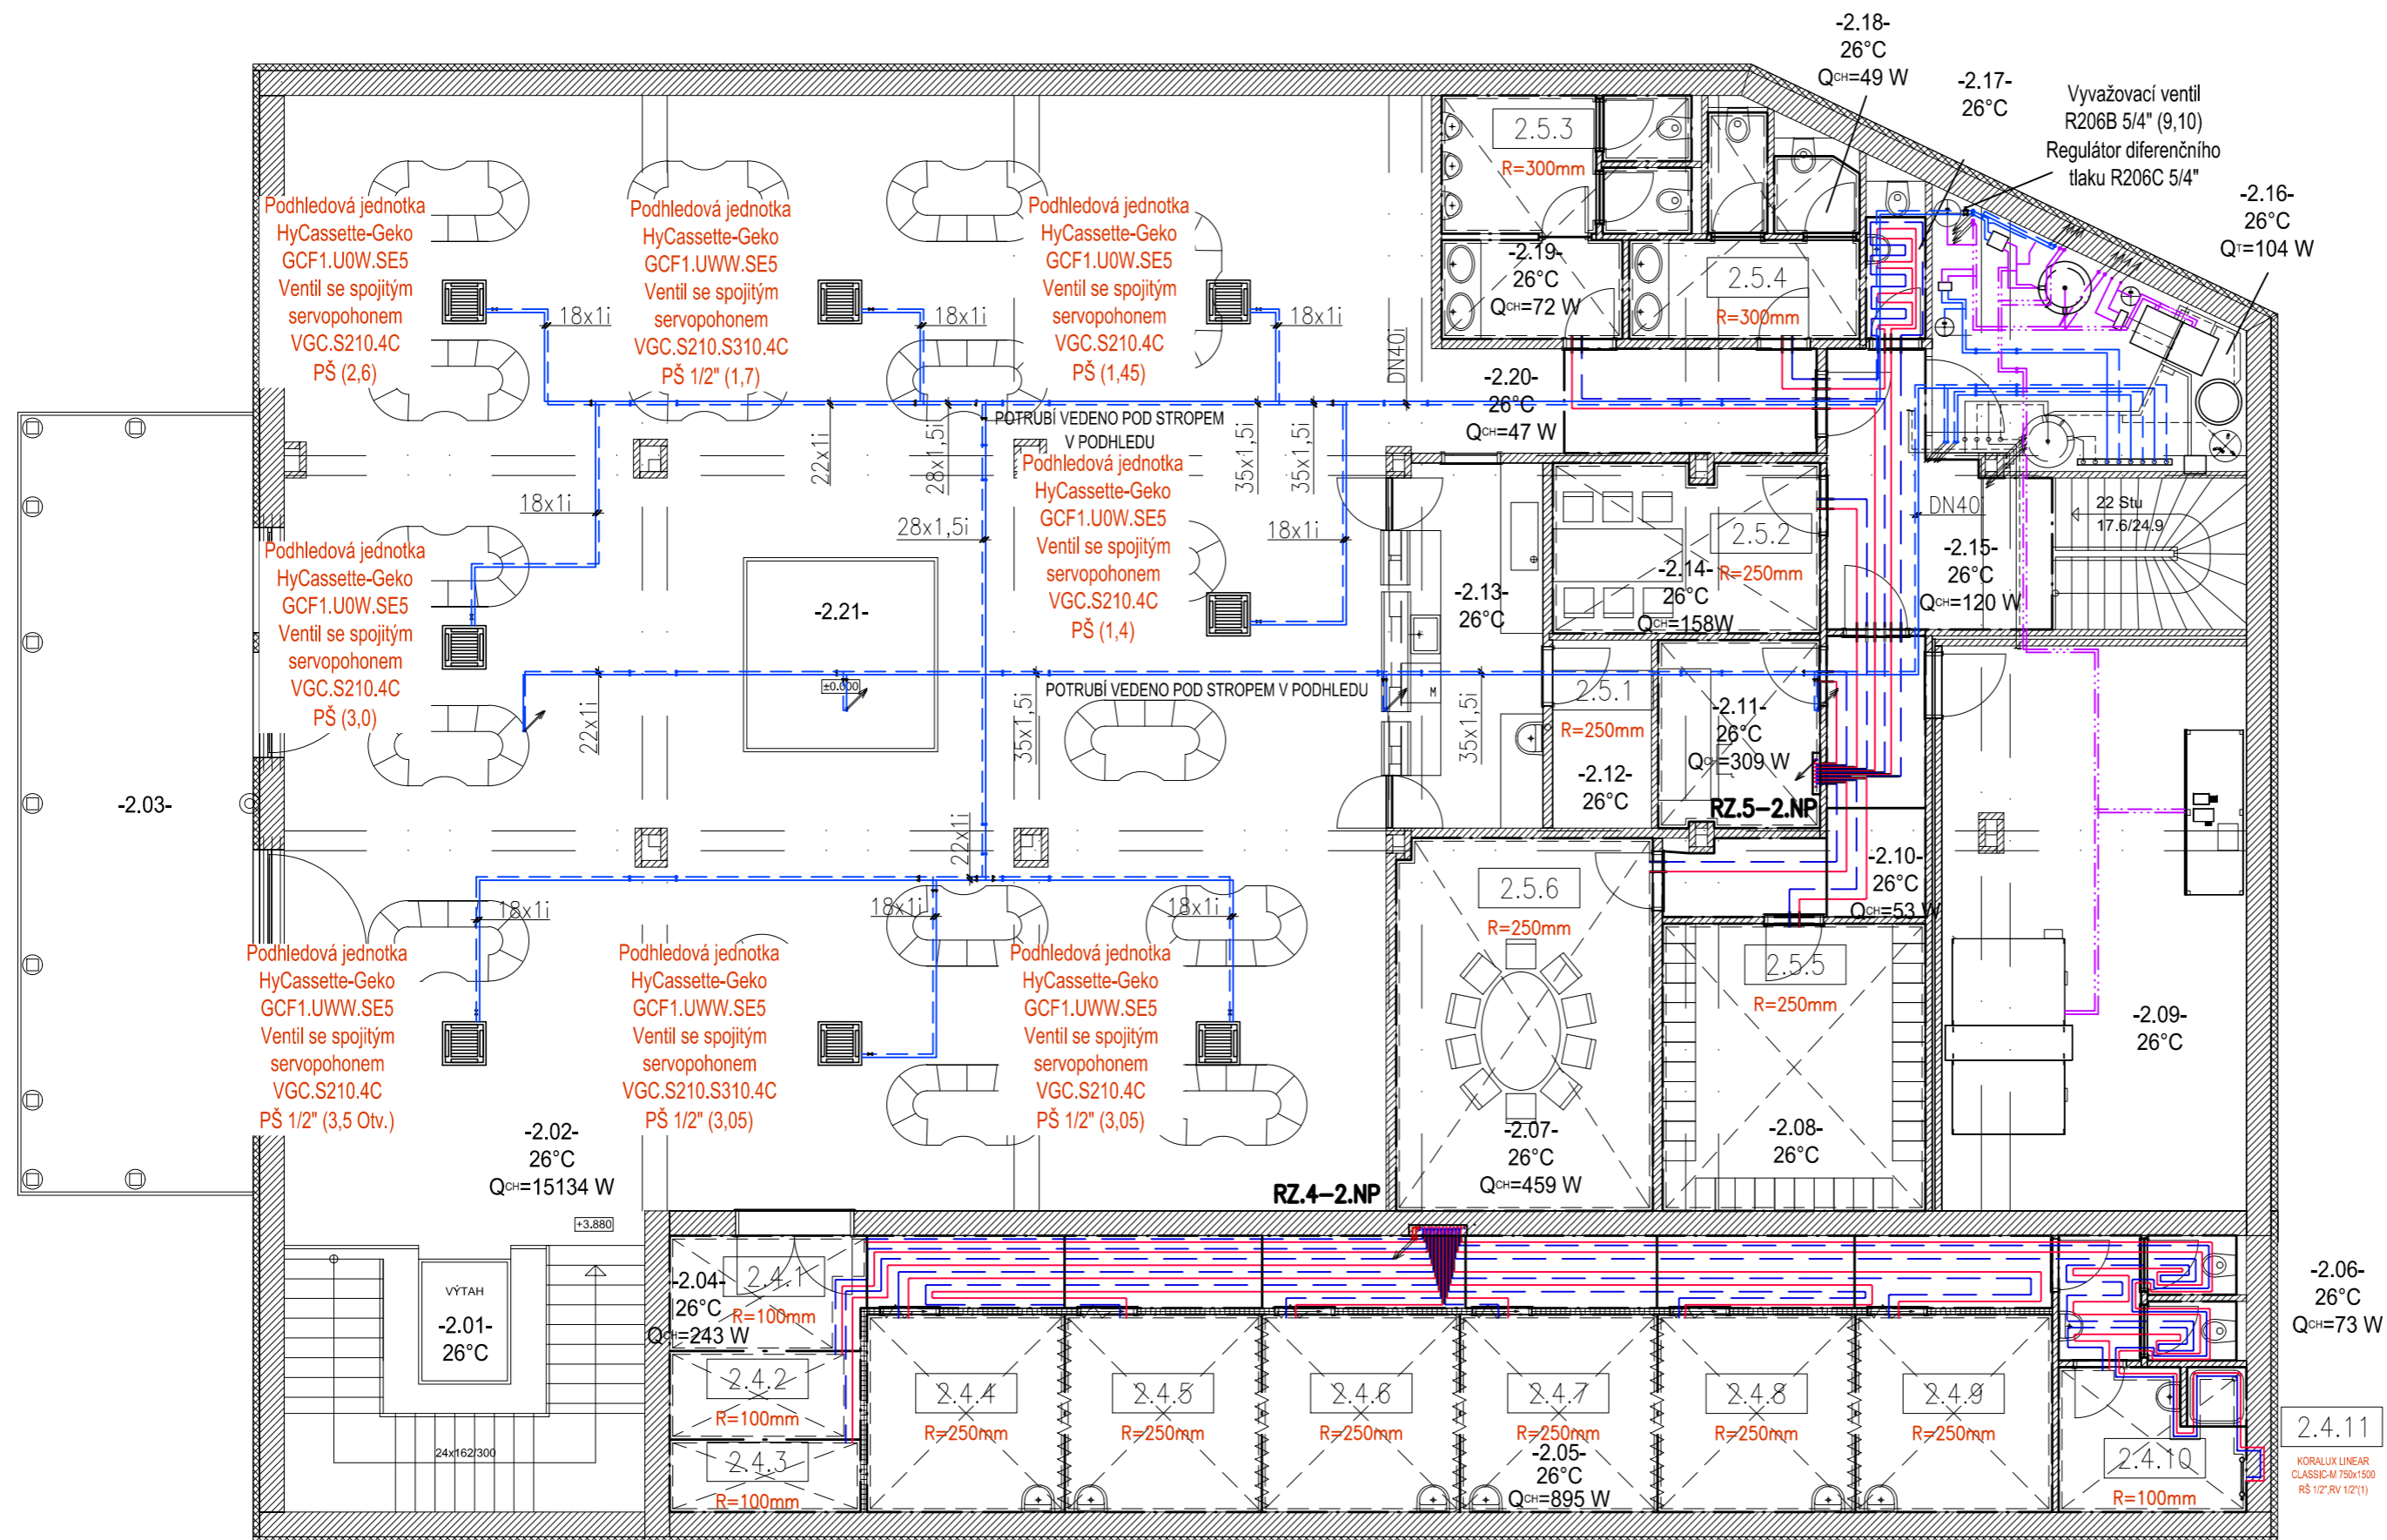 -2.18-
26°C
QCH=49 W
-2.17-
26°C
Vyvažovací ventil
R206B 5/4" (9,10)
Regulátor diferenčního
tlaku R206C 5/4"
-2.16-
26°C
QT=104 W
2.5.3
R=300mm
Podhledová jednotka
HyCassette-Geko
GCF1.U0W.SE5
Ventil se spojitým
servopohonem
VGC.S210.4C
PŠ (2,6)
Podhledová jednotka
HyCassette-Geko
GCF1.UWW.SE5
Ventil se spojitým
servopohonem
VGC.S210.S310.4C
PŠ 1/2" (1,7)
Podhledová jednotka
HyCassette-Geko
GCF1.U0W.SE5
Ventil se spojitým
servopohonem
VGC.S210.4C
PŠ (1,45)
18x1i
18x1i
18x1i
-2.19-
26°C
QCH=72 W
2.5.4
R=300mm
DN40i
-2.20-
26°C
QCH=47 W
22x1i
28x1,5i
POTRUBÍ VEDENO POD STROPEM
V PODHLEDU
35x1,5i
35x1,5i
Podhledová jednotka
HyCassette-Geko
GCF1.U0W.SE5
Ventil se spojitým
servopohonem
VGC.S210.4C
PŠ (1,4)
18x1i
28x1,5i
18x1i
2.5.2
R=250mm
-2.14-
26°C
QCH=158W
DN40i
22 Stu
17.6/24.9
-2.15-
26°C
QCH=120 W
-2.13-
26°C
Podhledová jednotka
HyCassette-Geko
GCF1.U0W.SE5
Ventil se spojitým
servopohonem
VGC.S210.4C
PŠ (3,0)
-2.21-
±0.000
22x1i
35x1,5i
POTRUBÍ VEDENO POD STROPEM V PODHLEDU
M
35x1,5i
2.5.1
R=250mm
-2.11-
26°C
QCH=309 W
-2.12-
26°C
RZ.5-2.NP
-2.03-
22x1i
-2.10-
26°C
QCH=53 W
18x1i
18x1i
18x1i
2.5.6
R=250mm
2.5.5
R=250mm
Podhledová jednotka
HyCassette-Geko
GCF1.UWW.SE5
Ventil se spojitým
servopohonem
VGC.S210.4C
PŠ 1/2" (3,5 Otv.)
Podhledová jednotka
HyCassette-Geko
GCF1.UWW.SE5
Ventil se spojitým
servopohonem
VGC.S210.S310.4C
PŠ 1/2" (3,05)
Podhledová jednotka
HyCassette-Geko
GCF1.UWW.SE5
Ventil se spojitým
servopohonem
VGC.S210.4C
PŠ 1/2" (3,05)
-2.09-
26°C
-2.02-
26°C
QCH=15134 W
-2.07-
26°C
QCH=459 W
-2.08-
26°C
RZ.4-2.NP
+3.880
VÝTAH
-2.01-
26°C
24x162/300
2.4.1
-2.04-
26°C
R=100mm
QCH=243 W
2.4.2
R=100mm
2.4.3
R=100mm
2.4.4
R=250mm
2.4.5
R=250mm
2.4.6
R=250mm
2.4.7
R=250mm
-2.05-
26°C
QCH=895 W
2.4.8
R=250mm
2.4.9
R=250mm
2.4.10
R=100mm
-2.06-
26°C
QCH=73 W
2.4.11
KORALUX LINEAR
CLASSIC-M 750x1500
RŠ 1/2",RV 1/2"(1)